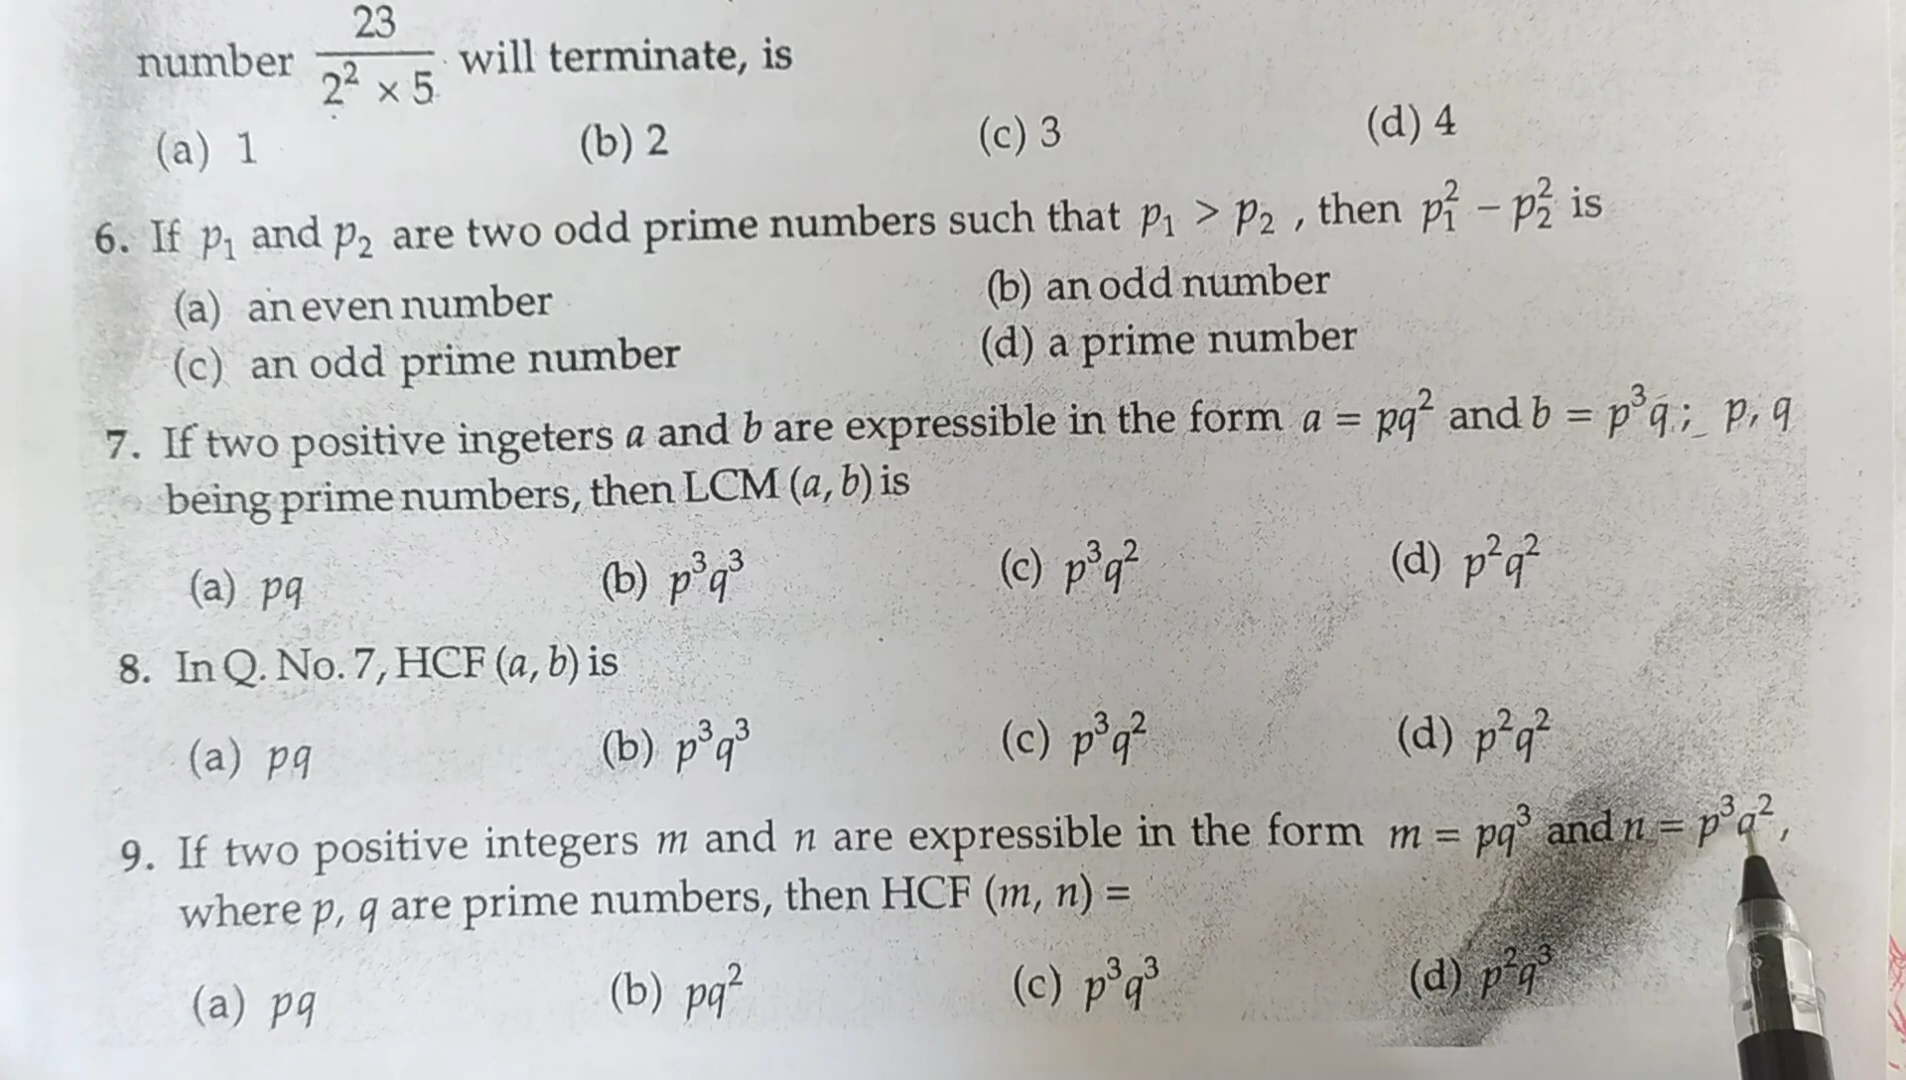 number 23/(2² × 5) will terminate, is
(a) 1 (b) 2 (c) 3 (d) 4
6. If p₁ and p₂ are two odd prime numbers such that p₁ > p₂ , then p₁² − p₂² is
(a) an even number (b) an odd number
(c) an odd prime number (d) a prime number
7. If two positive ingeters a and b are expressible in the form a = pq² and b = p³q ; p, q
being prime numbers, then LCM (a, b) is
(a) pq (b) p³q³ (c) p³q² (d) p²q²
8. In Q. No. 7, HCF (a, b) is
(a) pq (b) p³q³ (c) p³q² (d) p²q²
9. If two positive integers m and n are expressible in the form m = pq³ and n = p³q²,
where p, q are prime numbers, then HCF (m, n) =
(a) pq (b) pq² (c) p³q³ (d) p²q³